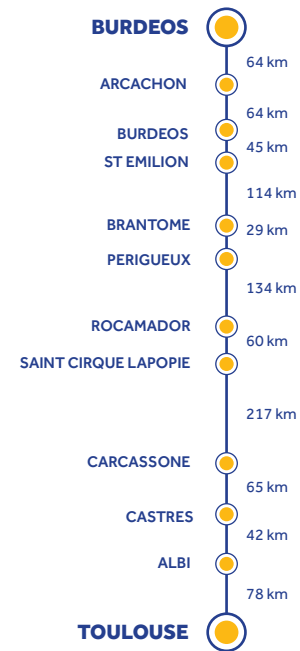 BURDEOS
64 km
ARCACHON
64 km
BURDEOS
45 km
ST EMILION
114 km
BRANTOME
29 km
PERIGUEUX
134 km
ROCAMADOR
60 km
SAINT CIRQUE LAPOPIE
217 km
CARCASSONE
65 km
CASTRES
42 km
ALBI
78 km
TOULOUSE